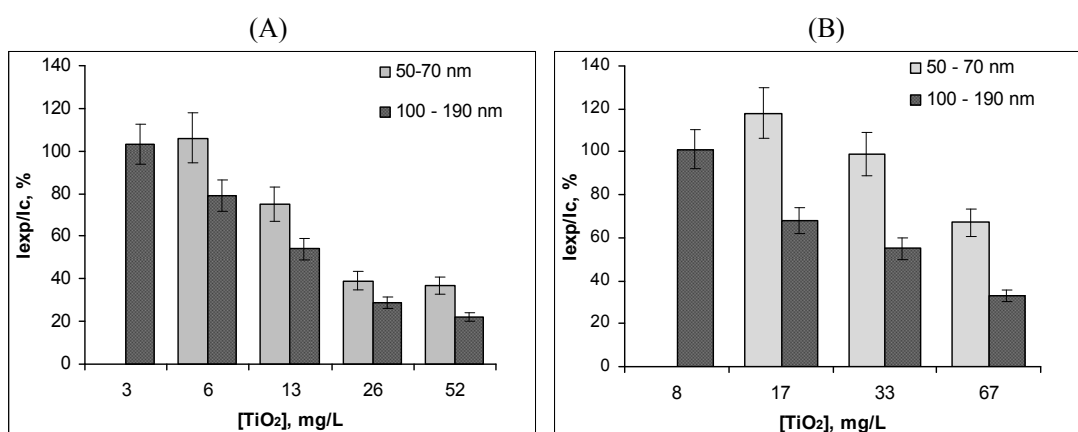 (A)
140
120
100
80
60
40
20
0
Iexp/Ic, %
50-70 nm
100 - 190 nm
3 6 13 26 52
[TiO2], mg/L
(B)
140
120
100
80
60
40
20
0
Iexp/Ic, %
50 - 70 nm
100 - 190 nm
8 17 33 67
[TiO2], mg/L